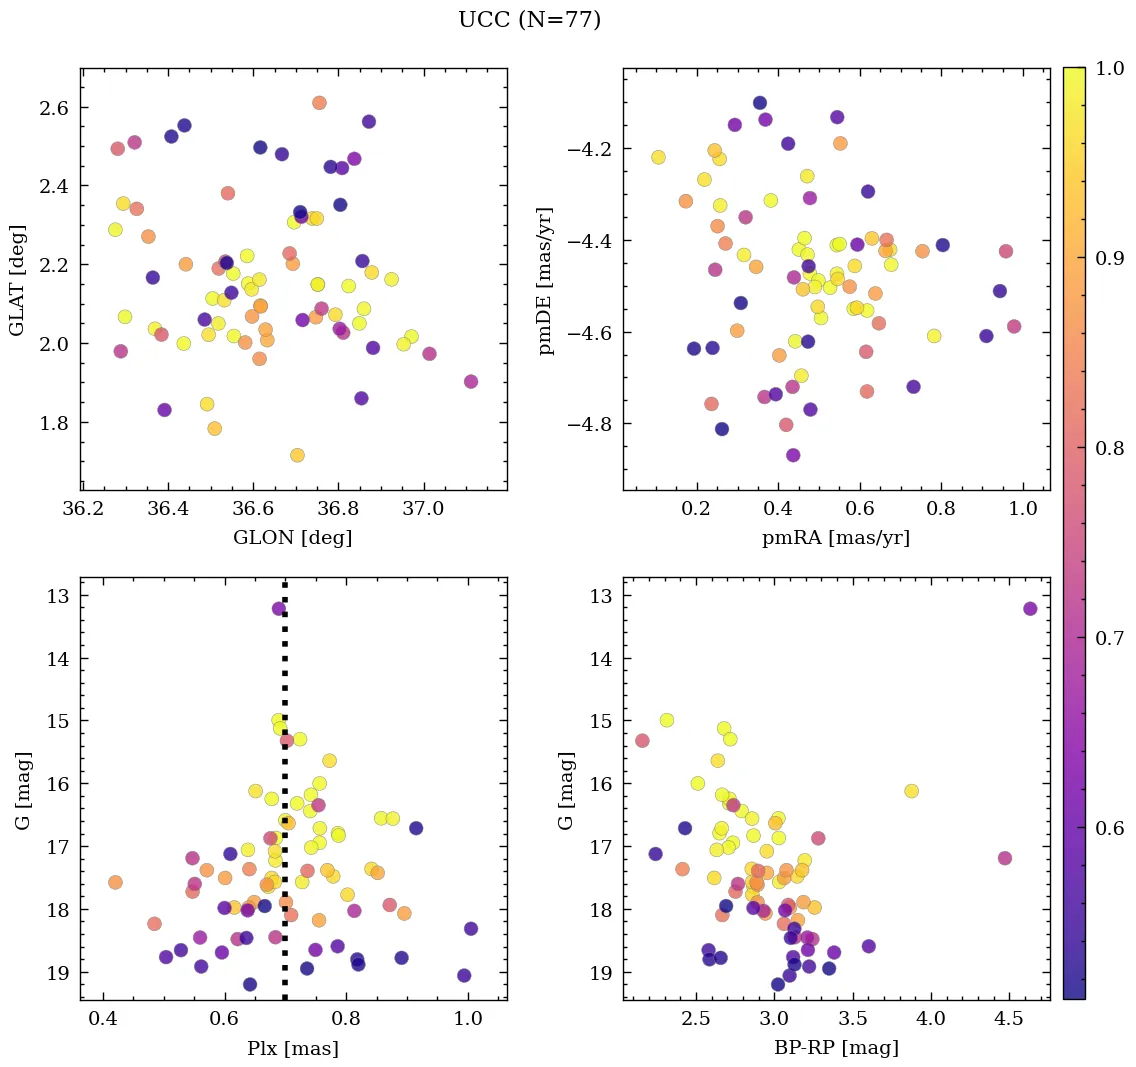 UCC (N=77)
2.6
2.4
2.2
2.0
1.8
GLAT [deg]
36.2 36.4 36.6 36.8 37.0
GLON [deg]
−4.2
−4.4
−4.6
−4.8
pmDE [mas/yr]
0.2 0.4 0.6 0.8 1.0
pmRA [mas/yr]
1.0
0.9
0.8
0.7
0.6
13
14
15
16
17
18
19
G [mag]
0.4 0.6 0.8 1.0
Plx [mas]
13
14
15
16
17
18
19
G [mag]
2.5 3.0 3.5 4.0 4.5
BP-RP [mag]